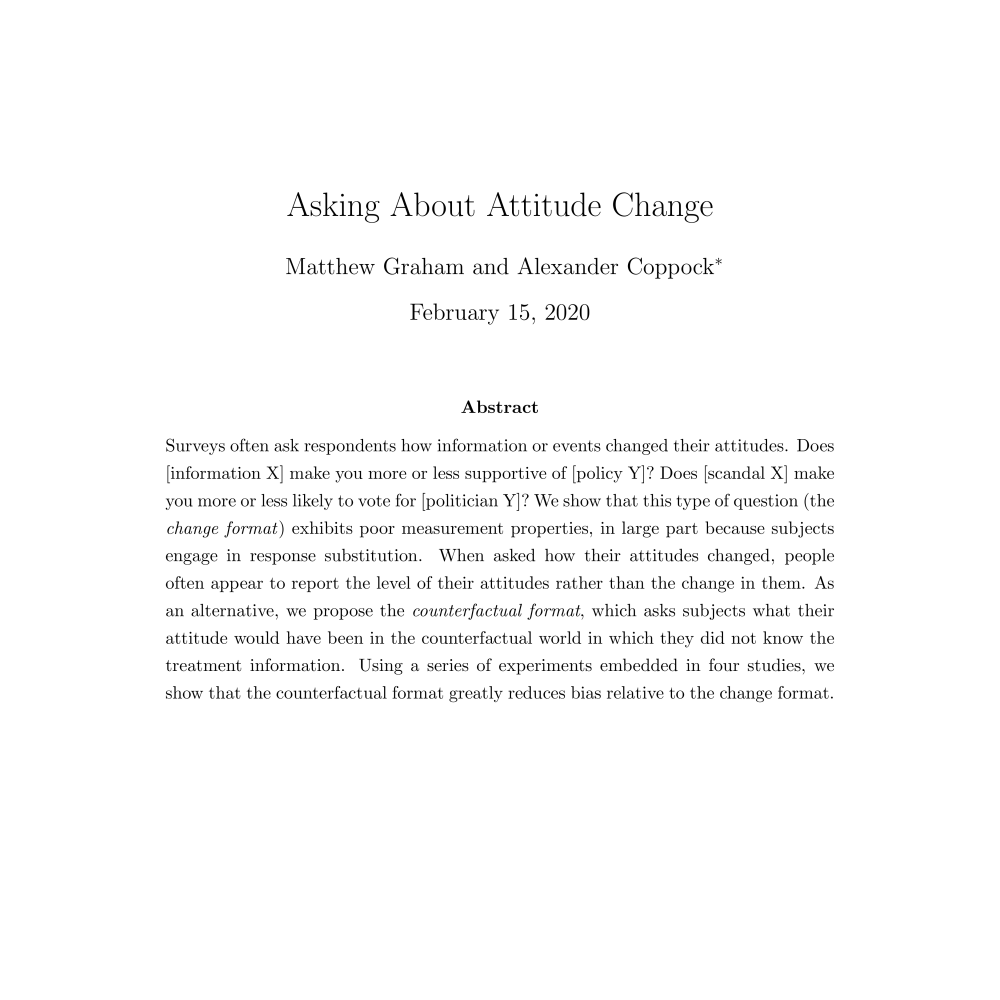 Asking About Attitude Change
Matthew Graham and Alexander Coppock*
February 15, 2020
Abstract
Surveys often ask respondents how information or events changed their attitudes. Does
[information X] make you more or less supportive of [policy Y]? Does [scandal X] make
you more or less likely to vote for [politician Y]? We show that this type of question (the
change format) exhibits poor measurement properties, in large part because subjects
engage in response substitution. When asked how their attitudes changed, people
often appear to report the level of their attitudes rather than the change in them. As
an alternative, we propose the counterfactual format, which asks subjects what their
attitude would have been in the counterfactual world in which they did not know the
treatment information. Using a series of experiments embedded in four studies, we
show that the counterfactual format greatly reduces bias relative to the change format.